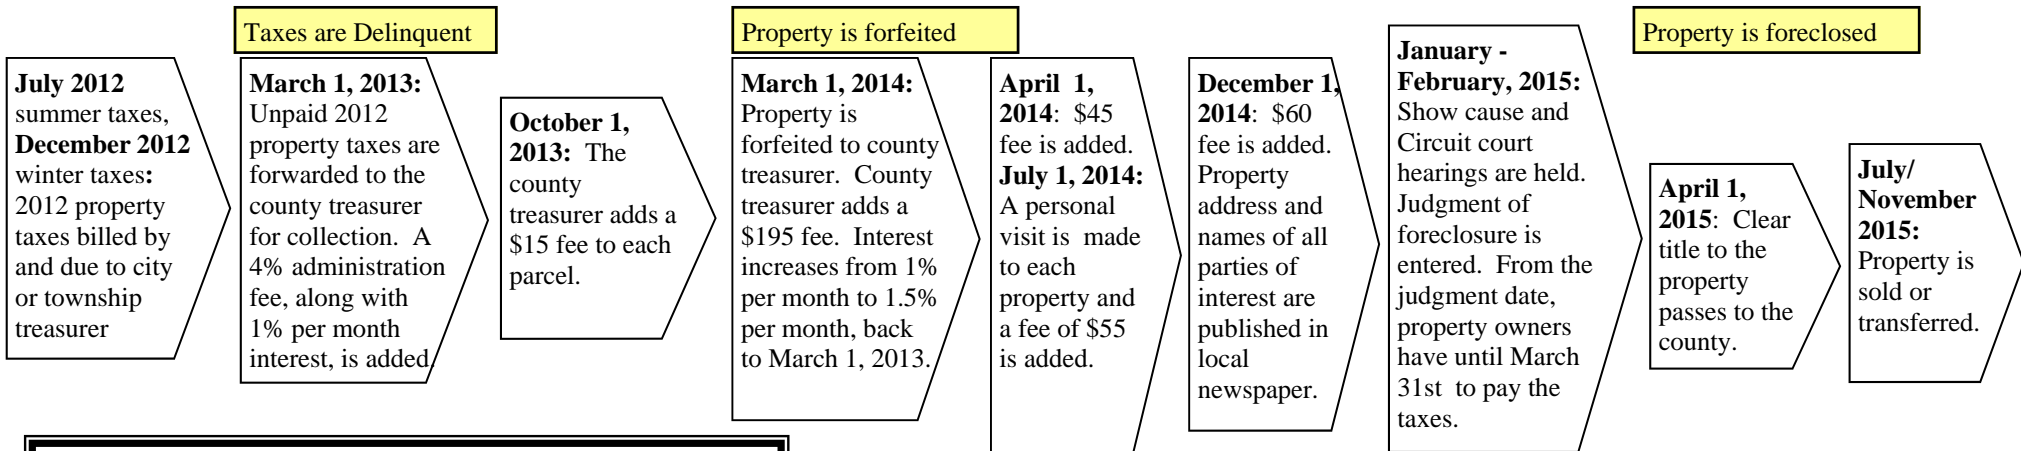 Taxes are Delinquent
Property is forfeited
Property is foreclosed
July 2012
summer taxes,
December 2012
winter taxes:
2012 property
taxes billed by
and due to city
or township
treasurer
March 1, 2013:
Unpaid 2012
property taxes are
forwarded to the
county treasurer
for collection.  A
4% administration
fee, along with
1% per month
interest, is added.
October 1,
2013:  The
county
treasurer adds a
$15 fee to each
parcel.
March 1, 2014:
Property is
forfeited to county
treasurer.  County
treasurer adds a
$195 fee.  Interest
increases from 1%
per month to 1.5%
per month, back
to March 1, 2013.
April  1,
2014:  $45
fee is added.
July 1, 2014:
A personal
visit is  made
to each
property and
a fee of $55
is added.
December 1,
2014:  $60
fee is added.
Property
address and
names of all
parties of
interest are
published in
local
newspaper.
January -
February, 2015:
Show cause and
Circuit court
hearings are held.
Judgment of
foreclosure is
entered.  From the
judgment date,
property owners
have until March
31st  to pay the
taxes.
April 1,
2015:  Clear
title to the
property
passes to the
county.
July/
November
2015:
Property is
sold or
transferred.